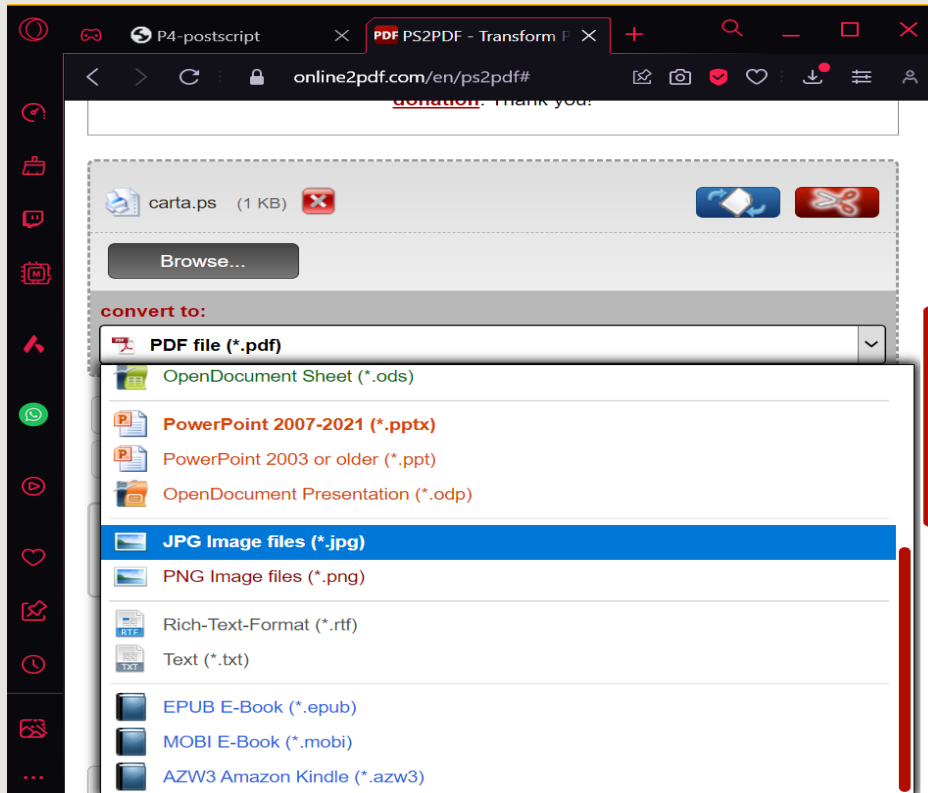 P4-postscript
PDF PS2PDF - Transform P
online2pdf.com/en/ps2pdf#
donation. Thank you!
carta.ps (1 KB)
Browse...
convert to:
PDF file (*.pdf)
OpenDocument Sheet (*.ods)
PowerPoint 2007-2021 (*.pptx)
PowerPoint 2003 or older (*.ppt)
OpenDocument Presentation (*.odp)
JPG Image files (*.jpg)
PNG Image files (*.png)
Rich-Text-Format (*.rtf)
Text (*.txt)
EPUB E-Book (*.epub)
MOBI E-Book (*.mobi)
AZW3 Amazon Kindle (*.azw3)